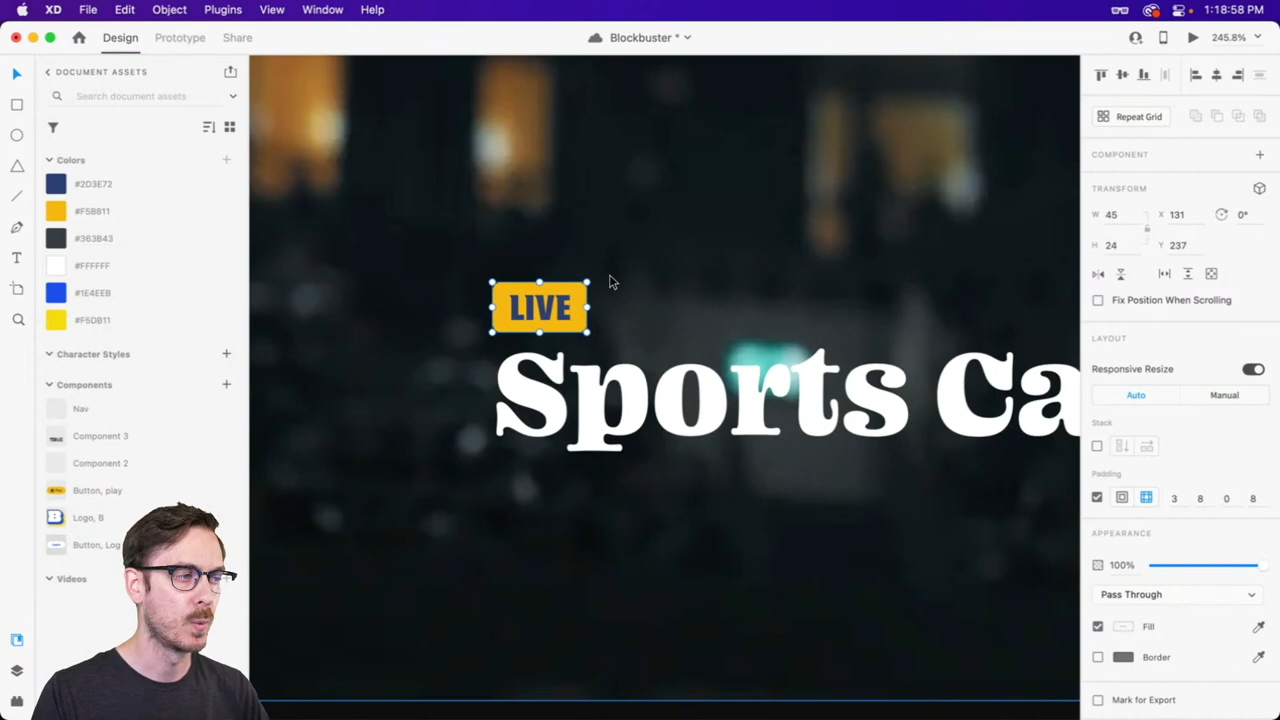 XD File Edit Object Plugins View Window Help 1:18:58 PM
Design Prototype Share Blockbuster * 245.8%
DOCUMENT ASSETS
Search document assets
Colors
#2D3E72
#F5B811
#363B43
#FFFFFF
#1E4EEB
#F5DB11
Character Styles
Components
Nav
Component 3
Component 2
Button, play
Logo, B
Button, Log
Videos
LIVE
Sports Ca
Repeat Grid
COMPONENT
TRANSFORM
W 45 X 131 0°
H 24 Y 237
Fix Position When Scrolling
LAYOUT
Responsive Resize
Auto Manual
Stack
Padding
3 8 0 8
APPEARANCE
100%
Pass Through
Fill
Border
Mark for Export